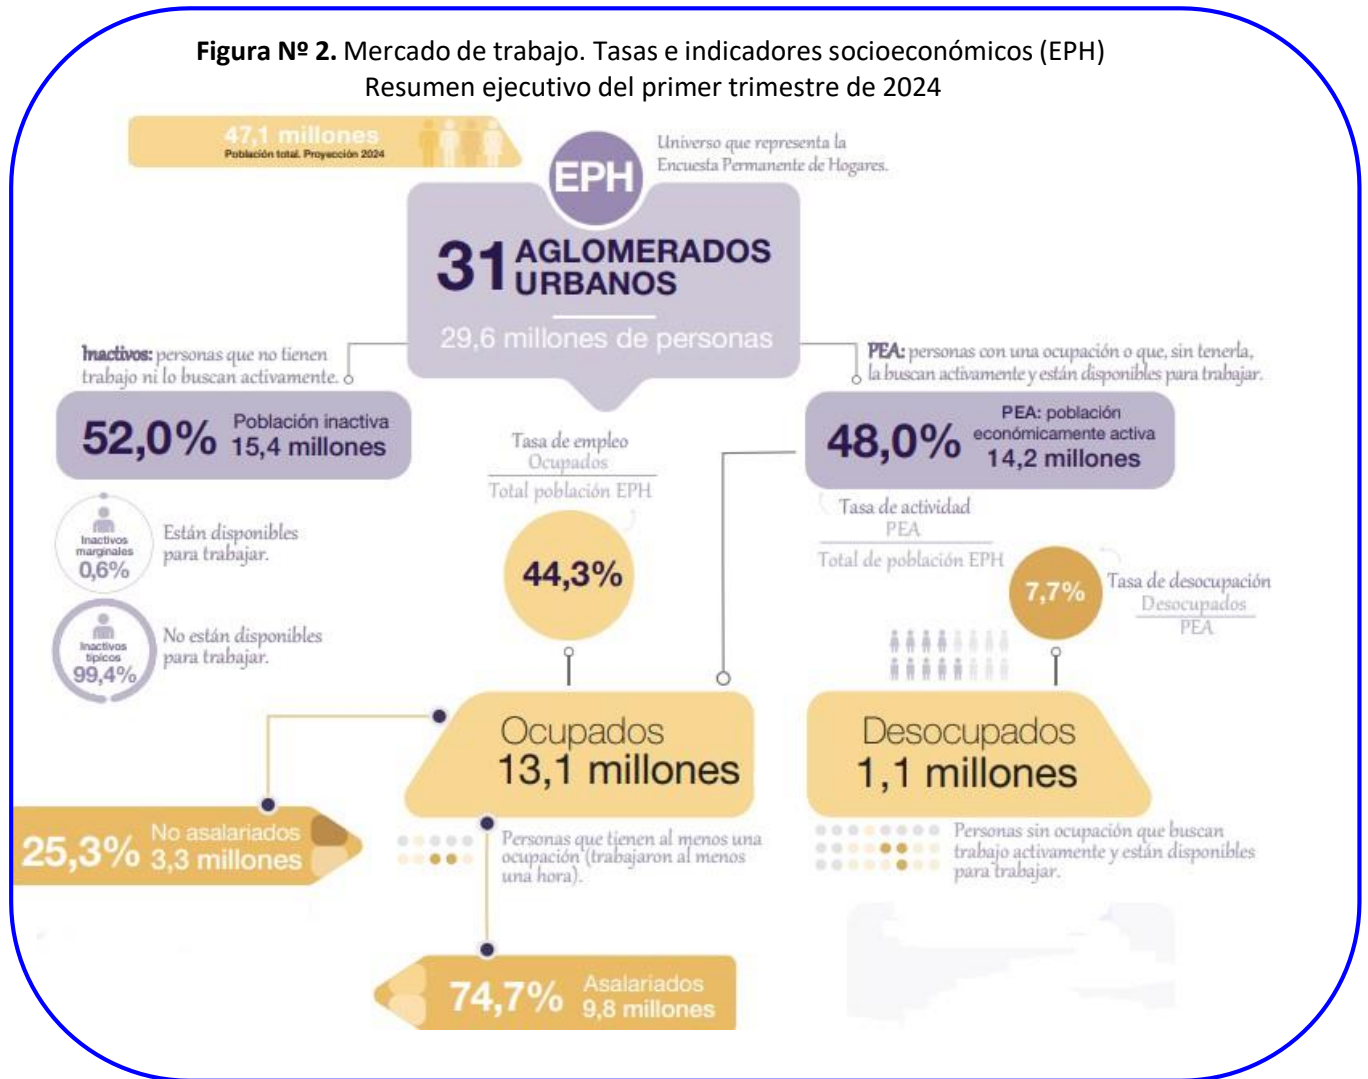 Figura Nº 2. Mercado de trabajo. Tasas e indicadores socioeconómicos (EPH)
Resumen ejecutivo del primer trimestre de 2024
47,1 millones
Población total. Proyección 2024
EPH
Universo que representa la
Encuesta Permanente de Hogares.
31 AGLOMERADOS
URBANOS
29,6 millones de personas
Inactivos: personas que no tienen
trabajo ni lo buscan activamente.
PEA: personas con una ocupación o que, sin tenerla,
la buscan activamente y están disponibles para trabajar.
52,0%
Población inactiva
15,4 millones
48,0%
PEA: población
económicamente activa
14,2 millones
Tasa de empleo
Ocupados
Total población EPH
44,3%
Tasa de actividad
PEA
Total de población EPH
Inactivos
marginales
0,6%
Están disponibles
para trabajar.
7,7%
Tasa de desocupación
Desocupados
PEA
Inactivos
típicos
99,4%
No están disponibles
para trabajar.
Ocupados
13,1 millones
Desocupados
1,1 millones
25,3%
No asalariados
3,3 millones
Personas que tienen al menos una
ocupación (trabajaron al menos
una hora).
Personas sin ocupación que buscan
trabajo activamente y están disponibles
para trabajar.
74,7%
Asalariados
9,8 millones